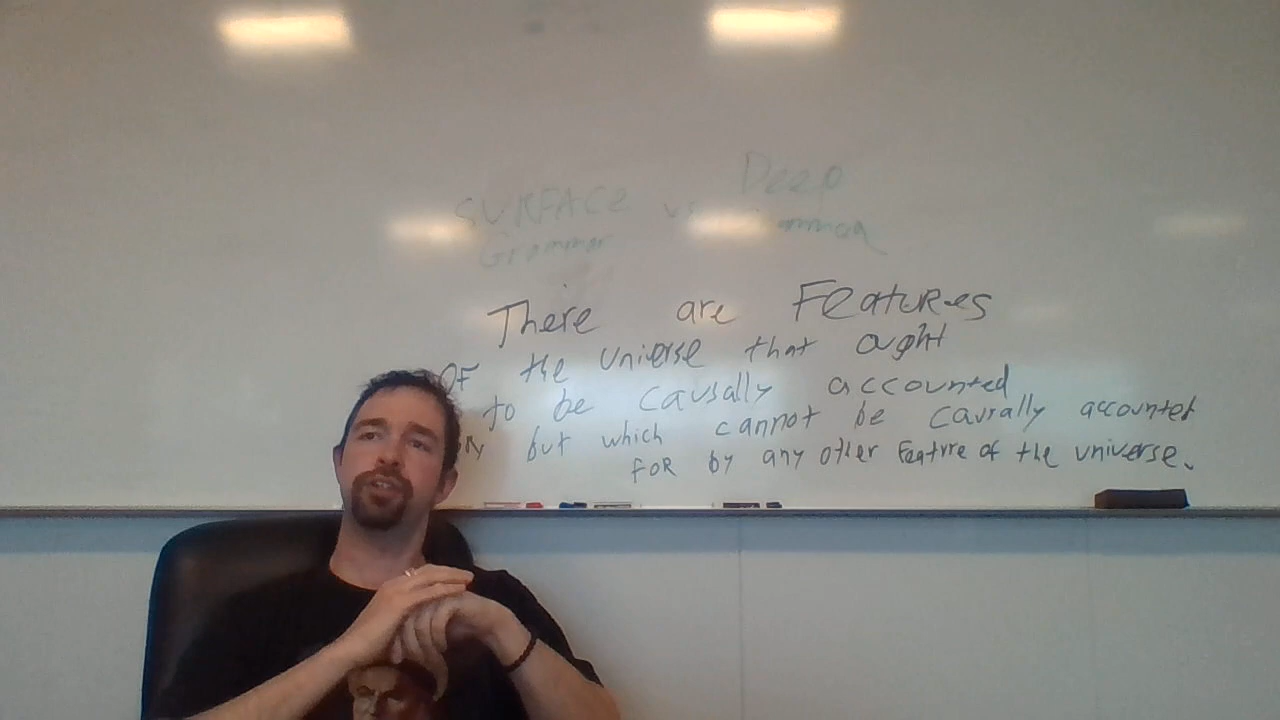 SURFACE vs Deep
Grammar
There are Features
OF the universe that ought
to be causally accounted
but which cannot be causally accounted
FOR by any other Feature of the universe.